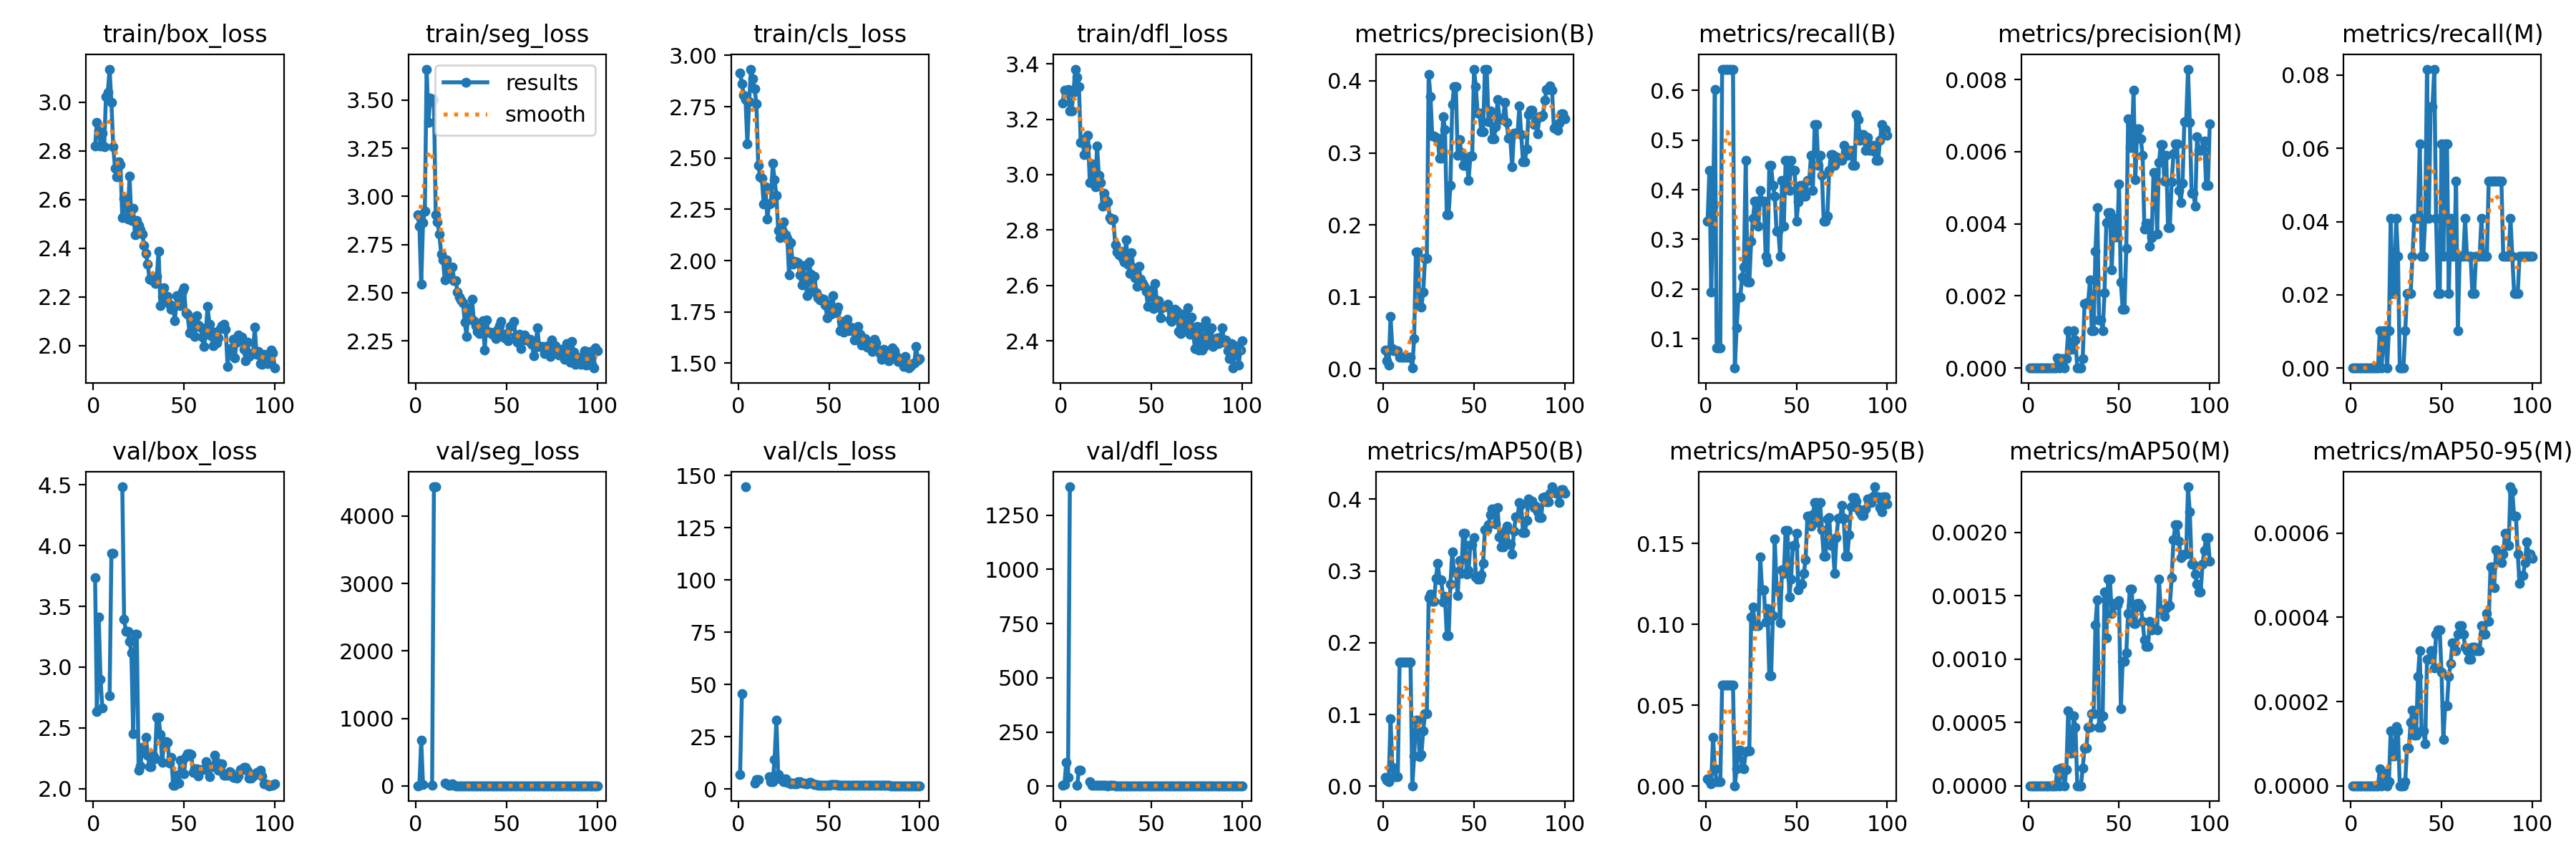 train/box_loss
train/seg_loss
train/cls_loss
train/dfl_loss
metrics/precision(B)
metrics/recall(B)
metrics/precision(M)
metrics/recall(M)
results
smooth
3.0
2.8
2.6
2.4
2.2
2.0
0 50 100
3.50
3.25
3.00
2.75
2.50
2.25
0 50 100
3.00
2.75
2.50
2.25
2.00
1.75
1.50
0 50 100
3.4
3.2
3.0
2.8
2.6
2.4
0 50 100
0.4
0.3
0.2
0.1
0.0
0 50 100
0.6
0.5
0.4
0.3
0.2
0.1
0 50 100
0.008
0.006
0.004
0.002
0.000
0 50 100
0.08
0.06
0.04
0.02
0.00
0 50 100
val/box_loss
val/seg_loss
val/cls_loss
val/dfl_loss
metrics/mAP50(B)
metrics/mAP50-95(B)
metrics/mAP50(M)
metrics/mAP50-95(M)
4.5
4.0
3.5
3.0
2.5
2.0
0 50 100
4000
3000
2000
1000
0
0 50 100
150
125
100
75
50
25
0
0 50 100
1250
1000
750
500
250
0
0 50 100
0.4
0.3
0.2
0.1
0.0
0 50 100
0.15
0.10
0.05
0.00
0 50 100
0.0020
0.0015
0.0010
0.0005
0.0000
0 50 100
0.0006
0.0004
0.0002
0.0000
0 50 100